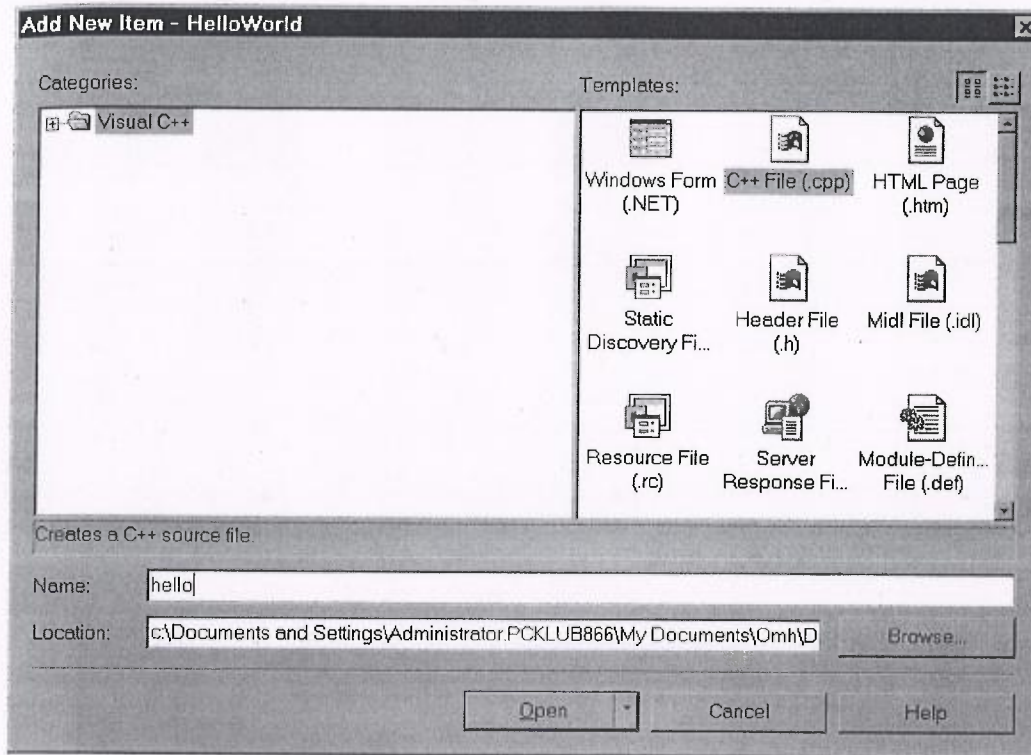 Add New Item - HelloWorld
Categories:
Templates:
Visual C++
Windows Form
(.NET)
C++ File (.cpp)
HTML Page
(.htm)
Static
Discovery Fi...
Header File
(.h)
Midl File (.idl)
Resource File
(.rc)
Server
Response Fi...
Module-Defin...
File (.def)
Creates a C++ source file.
Name:
hello
Location:
c:\Documents and Settings\Administrator.PCKLUB866\My Documents\Omh\D
Browse...
Open
Cancel
Help